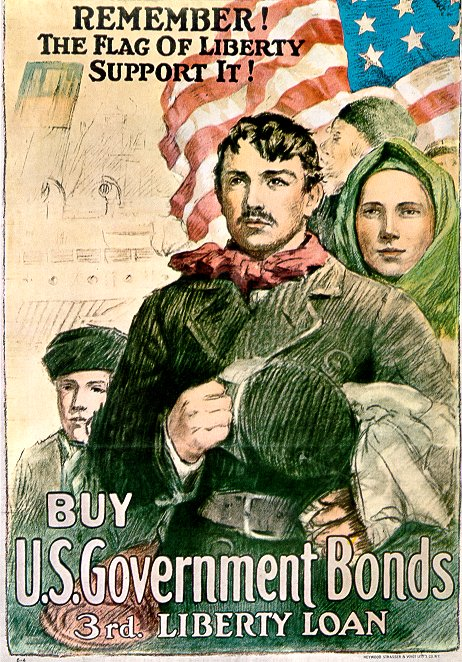 REMEMBER!
THE FLAG OF LIBERTY
SUPPORT IT!
BUY
U.S.Government Bonds
3rd. LIBERTY LOAN